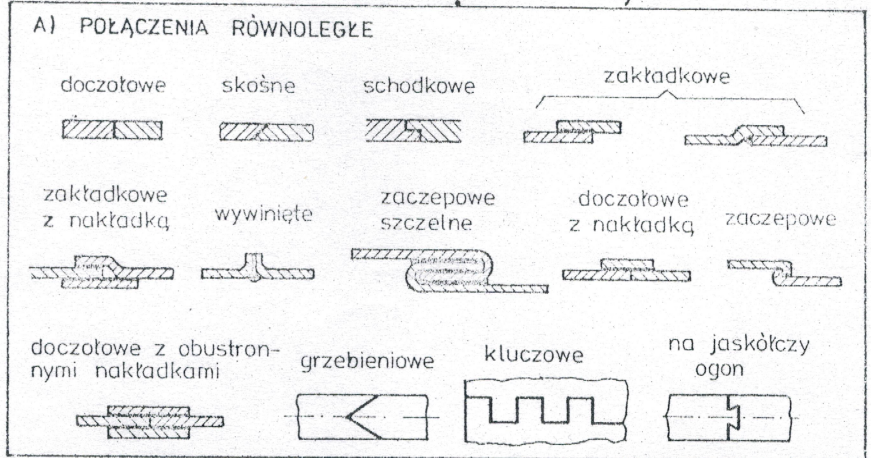 A) POŁĄCZENIA RÓWNOLEGŁE
doczołowe
skośne
schodkowe
zakładkowe
zakładkowe
z nakładką
wywinięte
zaczepowe
szczelne
doczołowe
z nakładką
zaczepowe
doczołowe z obustron-
nymi nakładkami
grzebieniowe
kluczowe
na jaskółczy
ogon